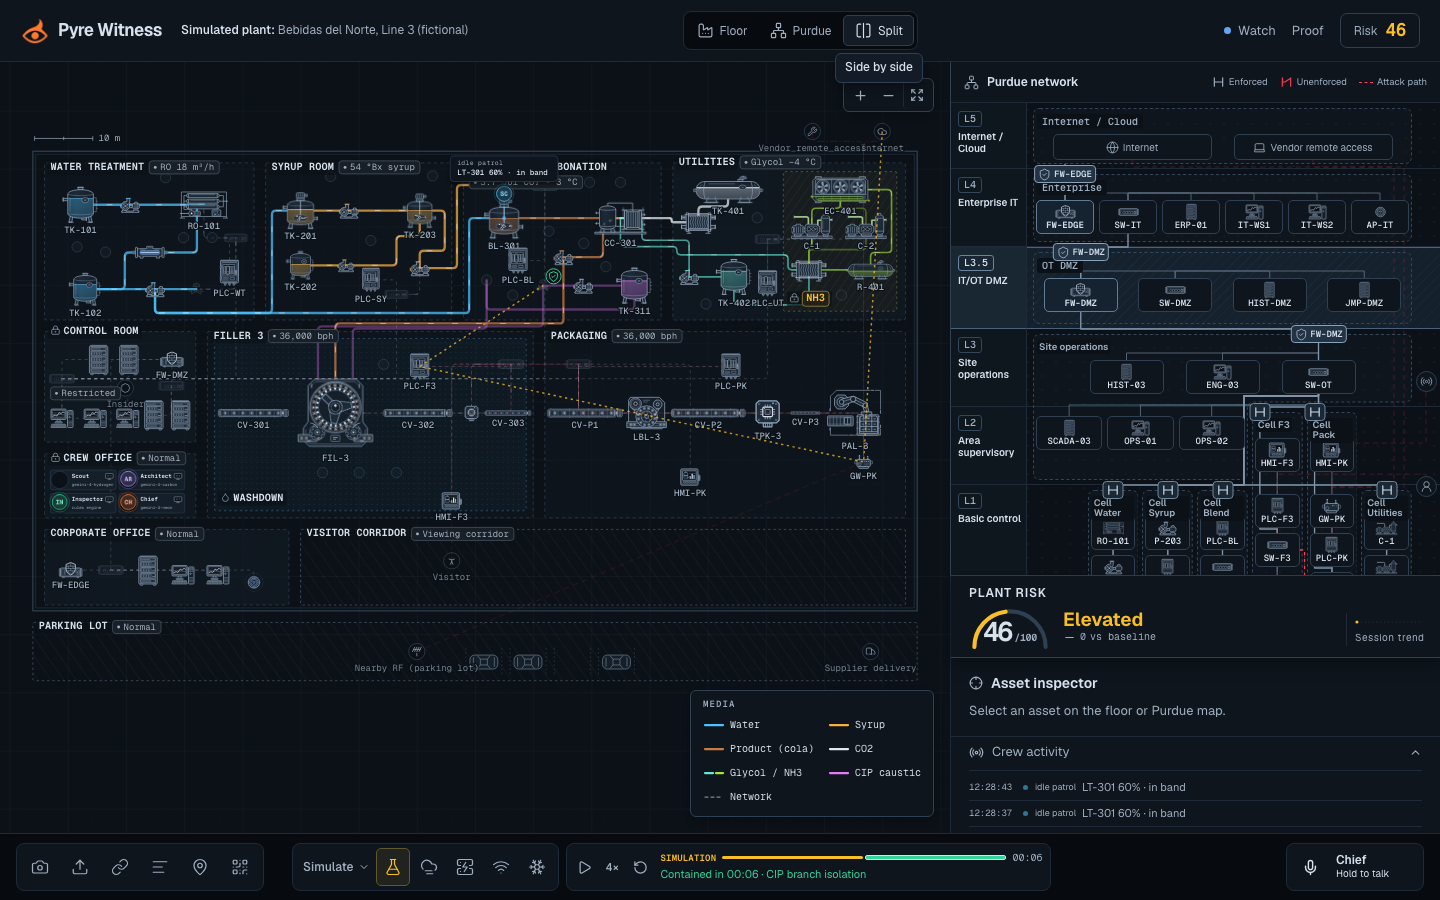 Pyre Witness
Simulated plant: Bebidas del Norte, Line 3 (fictional)
Floor
Purdue
Split
Watch
Proof
Risk 46
Side by side
10 m
Vendor remote access
WATER TREATMENT
RO 18 m³/h
SYRUP ROOM
54 °Bx syrup
idle patrol
LT-301 60% · in band
BONATION
3 °C
UTILITIES
Glycol -4 °C
TK-101
RO-101
TK-201
TK-203
SC
BL-301
CC-301
TK-401
EC-401
C-1
C-2
TK-102
PLC-WT
TK-202
PLC-SY
PLC-BL
TK-311
TK-402
PLC-UT
NH3
R-401
CONTROL ROOM
FW-DMZ
Restricted
Insider
FILLER 3
36,000 bph
PACKAGING
36,000 bph
PLC-F3
PLC-PK
CV-301
FIL-3
CV-302
CV-303
CV-P1
LBL-3
CV-P2
TPK-3
CV-P3
PAL-3
GW-PK
HMI-PK
HMI-F3
WASHDOWN
CREW OFFICE
Normal
Scout
AR
Architect
IN
Inspector
CH
Chief
CORPORATE OFFICE
Normal
FW-EDGE
VISITOR CORRIDOR
Viewing corridor
Visitor
PARKING LOT
Normal
Nearby RF (parking lot)
Supplier delivery
MEDIA
Water
Syrup
Product (cola)
CO2
Glycol / NH3
CIP caustic
Network
Purdue network
Enforced
Unenforced
Attack path
L5
Internet / Cloud
Internet / Cloud
Internet
Vendor remote access
L4
Enterprise IT
FW-EDGE
Enterprise
FW-EDGE
SW-IT
ERP-01
IT-WS1
IT-WS2
AP-IT
L3.5
IT/OT DMZ
FW-DMZ
OT DMZ
FW-DMZ
SW-DMZ
HIST-DMZ
JMP-DMZ
L3
Site operations
FW-DMZ
Site operations
HIST-03
ENG-03
SW-OT
L2
Area supervisory
SCADA-03
OPS-01
OPS-02
Cell F3
HMI-F3
Cell Pack
HMI-PK
L1
Basic control
Cell Water
RO-101
Cell Syrup
P-203
Cell Blend
PLC-BL
PLC-F3
SW-F3
GW-PK
PLC-PK
Cell Utilities
C-1
PLANT RISK
46 /100
Elevated
— 0 vs baseline
Session trend
Asset inspector
Select an asset on the floor or Purdue map.
Crew activity
12:28:43 idle patrol LT-301 60% · in band
12:28:37 idle patrol LT-301 60% · in band
Simulate
4×
SIMULATION
00:06
Contained in 00:06 · CIP branch isolation
Chief
Hold to talk